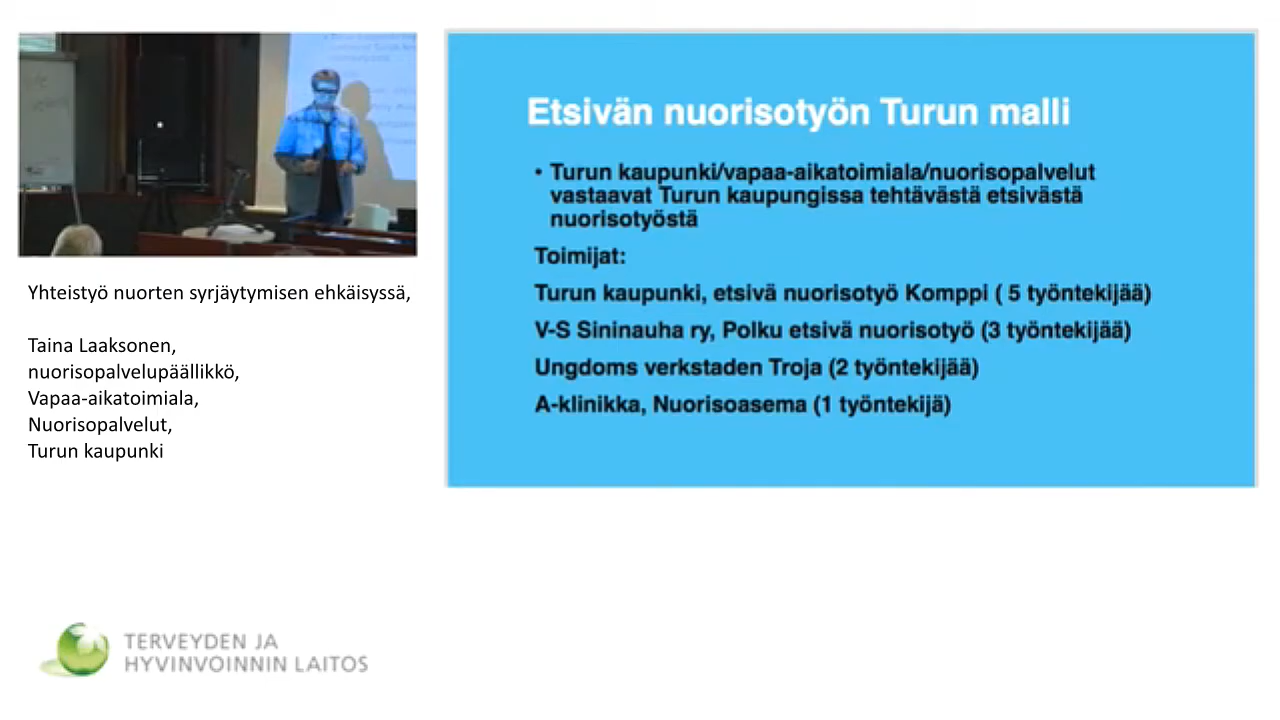 Yhteistyö nuorten syrjäytymisen ehkäisyssä,
Taina Laaksonen,
nuorisopalvelupäällikkö,
Vapaa-aikatoimiala,
Nuorisopalvelut,
Turun kaupunki
Etsivän nuorisotyön Turun malli
• Turun kaupunki/vapaa-aikatoimiala/nuorisopalvelut
vastaavat Turun kaupungissa tehtävästä etsivästä
nuorisotyöstä
Toimijat:
Turun kaupunki, etsivä nuorisotyö Komppi ( 5 työntekijää)
V-S Sininauha ry, Polku etsivä nuorisotyö (3 työntekijää)
Ungdoms verkstaden Troja (2 työntekijää)
A-klinikka, Nuorisoasema (1 työntekijä)
TERVEYDEN JA
HYVINVOINNIN LAITOS